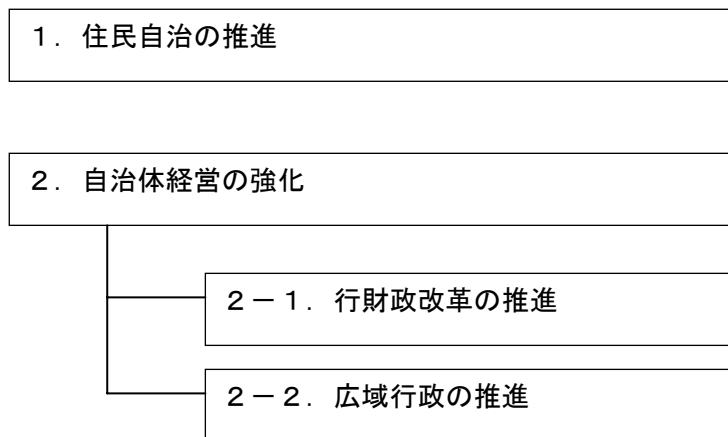 １．住民自治の推進
２．自治体経営の強化
２－１．行財政改革の推進
２－２．広域行政の推進